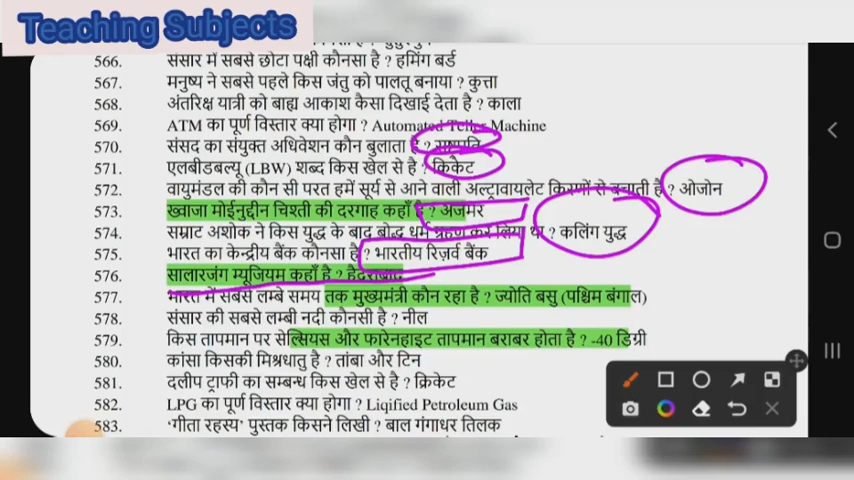 Teaching Subjects
566. संसार में सबसे छोटा पक्षी कौनसा है ? हमिंग बर्ड
567. मनुष्य ने सबसे पहले किस जंतु को पालतू बनाया ? कुत्ता
568. अंतरिक्ष यात्री को बाह्य आकाश कैसा दिखाई देता है ? काला
569. ATM का पूर्ण विस्तार क्या होगा ? Automated Teller Machine
570. संसद का संयुक्त अधिवेशन कौन बुलाता है ? राष्ट्रपति
571. एलबीडबल्यू (LBW) शब्द किस खेल से है ? क्रिकेट
572. वायुमंडल की कौन सी परत हमें सूर्य से आने वाली अल्ट्रावायलेट किरणों से बचाती है ? ओजोन
573. ख्वाजा मोईनुद्दीन चिश्ती की दरगाह कहाँ है ? अजमेर
574. सम्राट अशोक ने किस युद्ध के बाद बोद्ध धर्म ग्रहण कर लिया था ? कलिंग युद्ध
575. भारत का केन्द्रीय बैंक कौनसा है ? भारतीय रिज़र्व बैंक
576. सालारजंग म्यूजियम कहाँ है ? हैदराबाद
577. भारत में सबसे लम्बे समय तक मुख्यमंत्री कौन रहा है ? ज्योति बसु (पश्चिम बंगाल)
578. संसार की सबसे लम्बी नदी कौनसी है ? नील
579. किस तापमान पर सेल्सियस और फारेनहाइट तापमान बराबर होता है ? -40 डिग्री
580. कांसा किसकी मिश्रधातु है ? तांबा और टिन
581. दलीप ट्राफी का सम्बन्ध किस खेल से है ? क्रिकेट
582. LPG का पूर्ण विस्तार क्या होगा ? Liqified Petroleum Gas
583. ‘गीता रहस्य’ पुस्तक किसने लिखी ? बाल गंगाधर तिलक